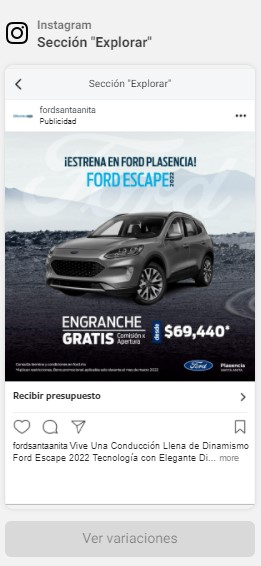 Instagram
Sección "Explorar"
Sección "Explorar"
fordsantaanita
Publicidad
¡ESTRENA EN FORD PLASENCIA!
FORD ESCAPE 2022
ENGRANCHE
GRATIS Comisión x Apertura
desde $69,440*
Ford Plasencia
Recibir presupuesto
fordsantaanita Vive Una Conducción Llena de Dinamismo
Ford Escape 2022 Tecnología con Elegante Di... more
Ver variaciones